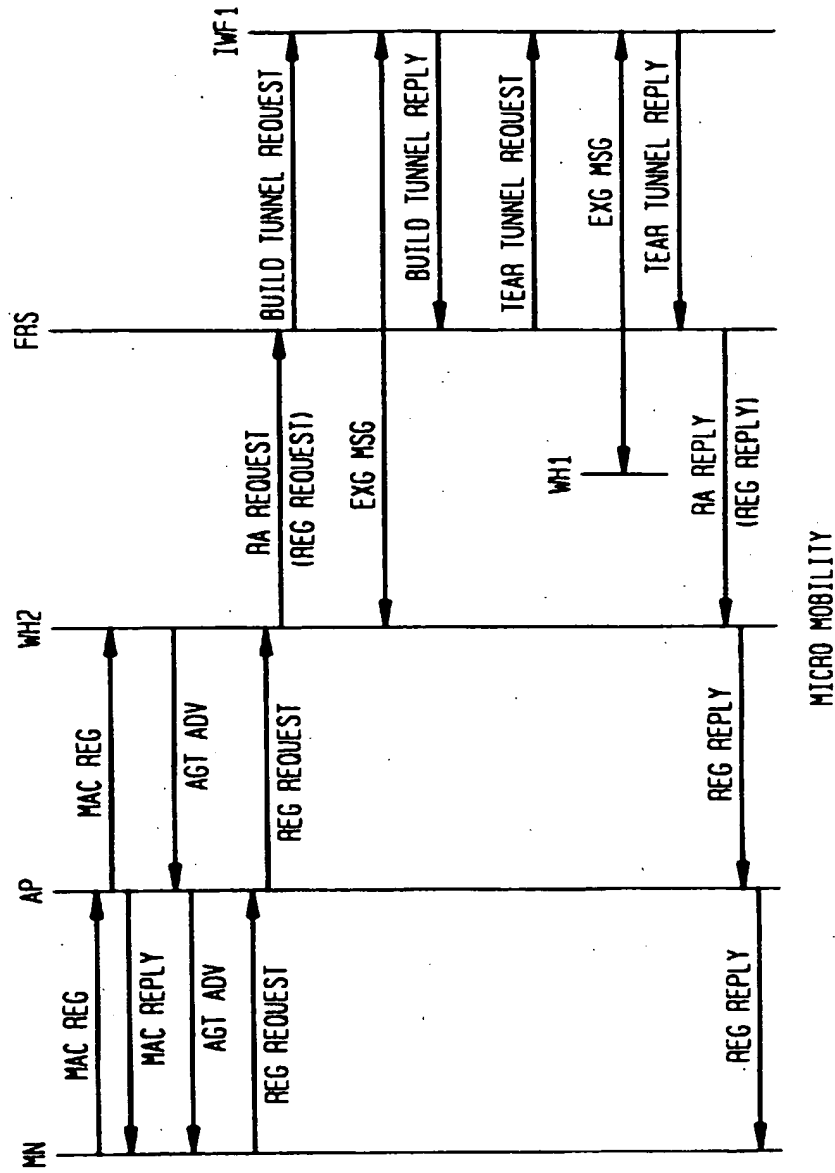 MN
AP
WH2
FRS
IWF1
MAC REG
MAC REG
MAC REPLY
AGT ADV
AGT ADV
REG REQUEST
REG REQUEST
RA REQUEST
(REG REQUEST)
BUILD TUNNEL REQUEST
EXG MSG
BUILD TUNNEL REPLY
TEAR TUNNEL REQUEST
WH1
EXG MSG
TEAR TUNNEL REPLY
RA REPLY
(REG REPLY)
REG REPLY
REG REPLY
MICRO MOBILITY